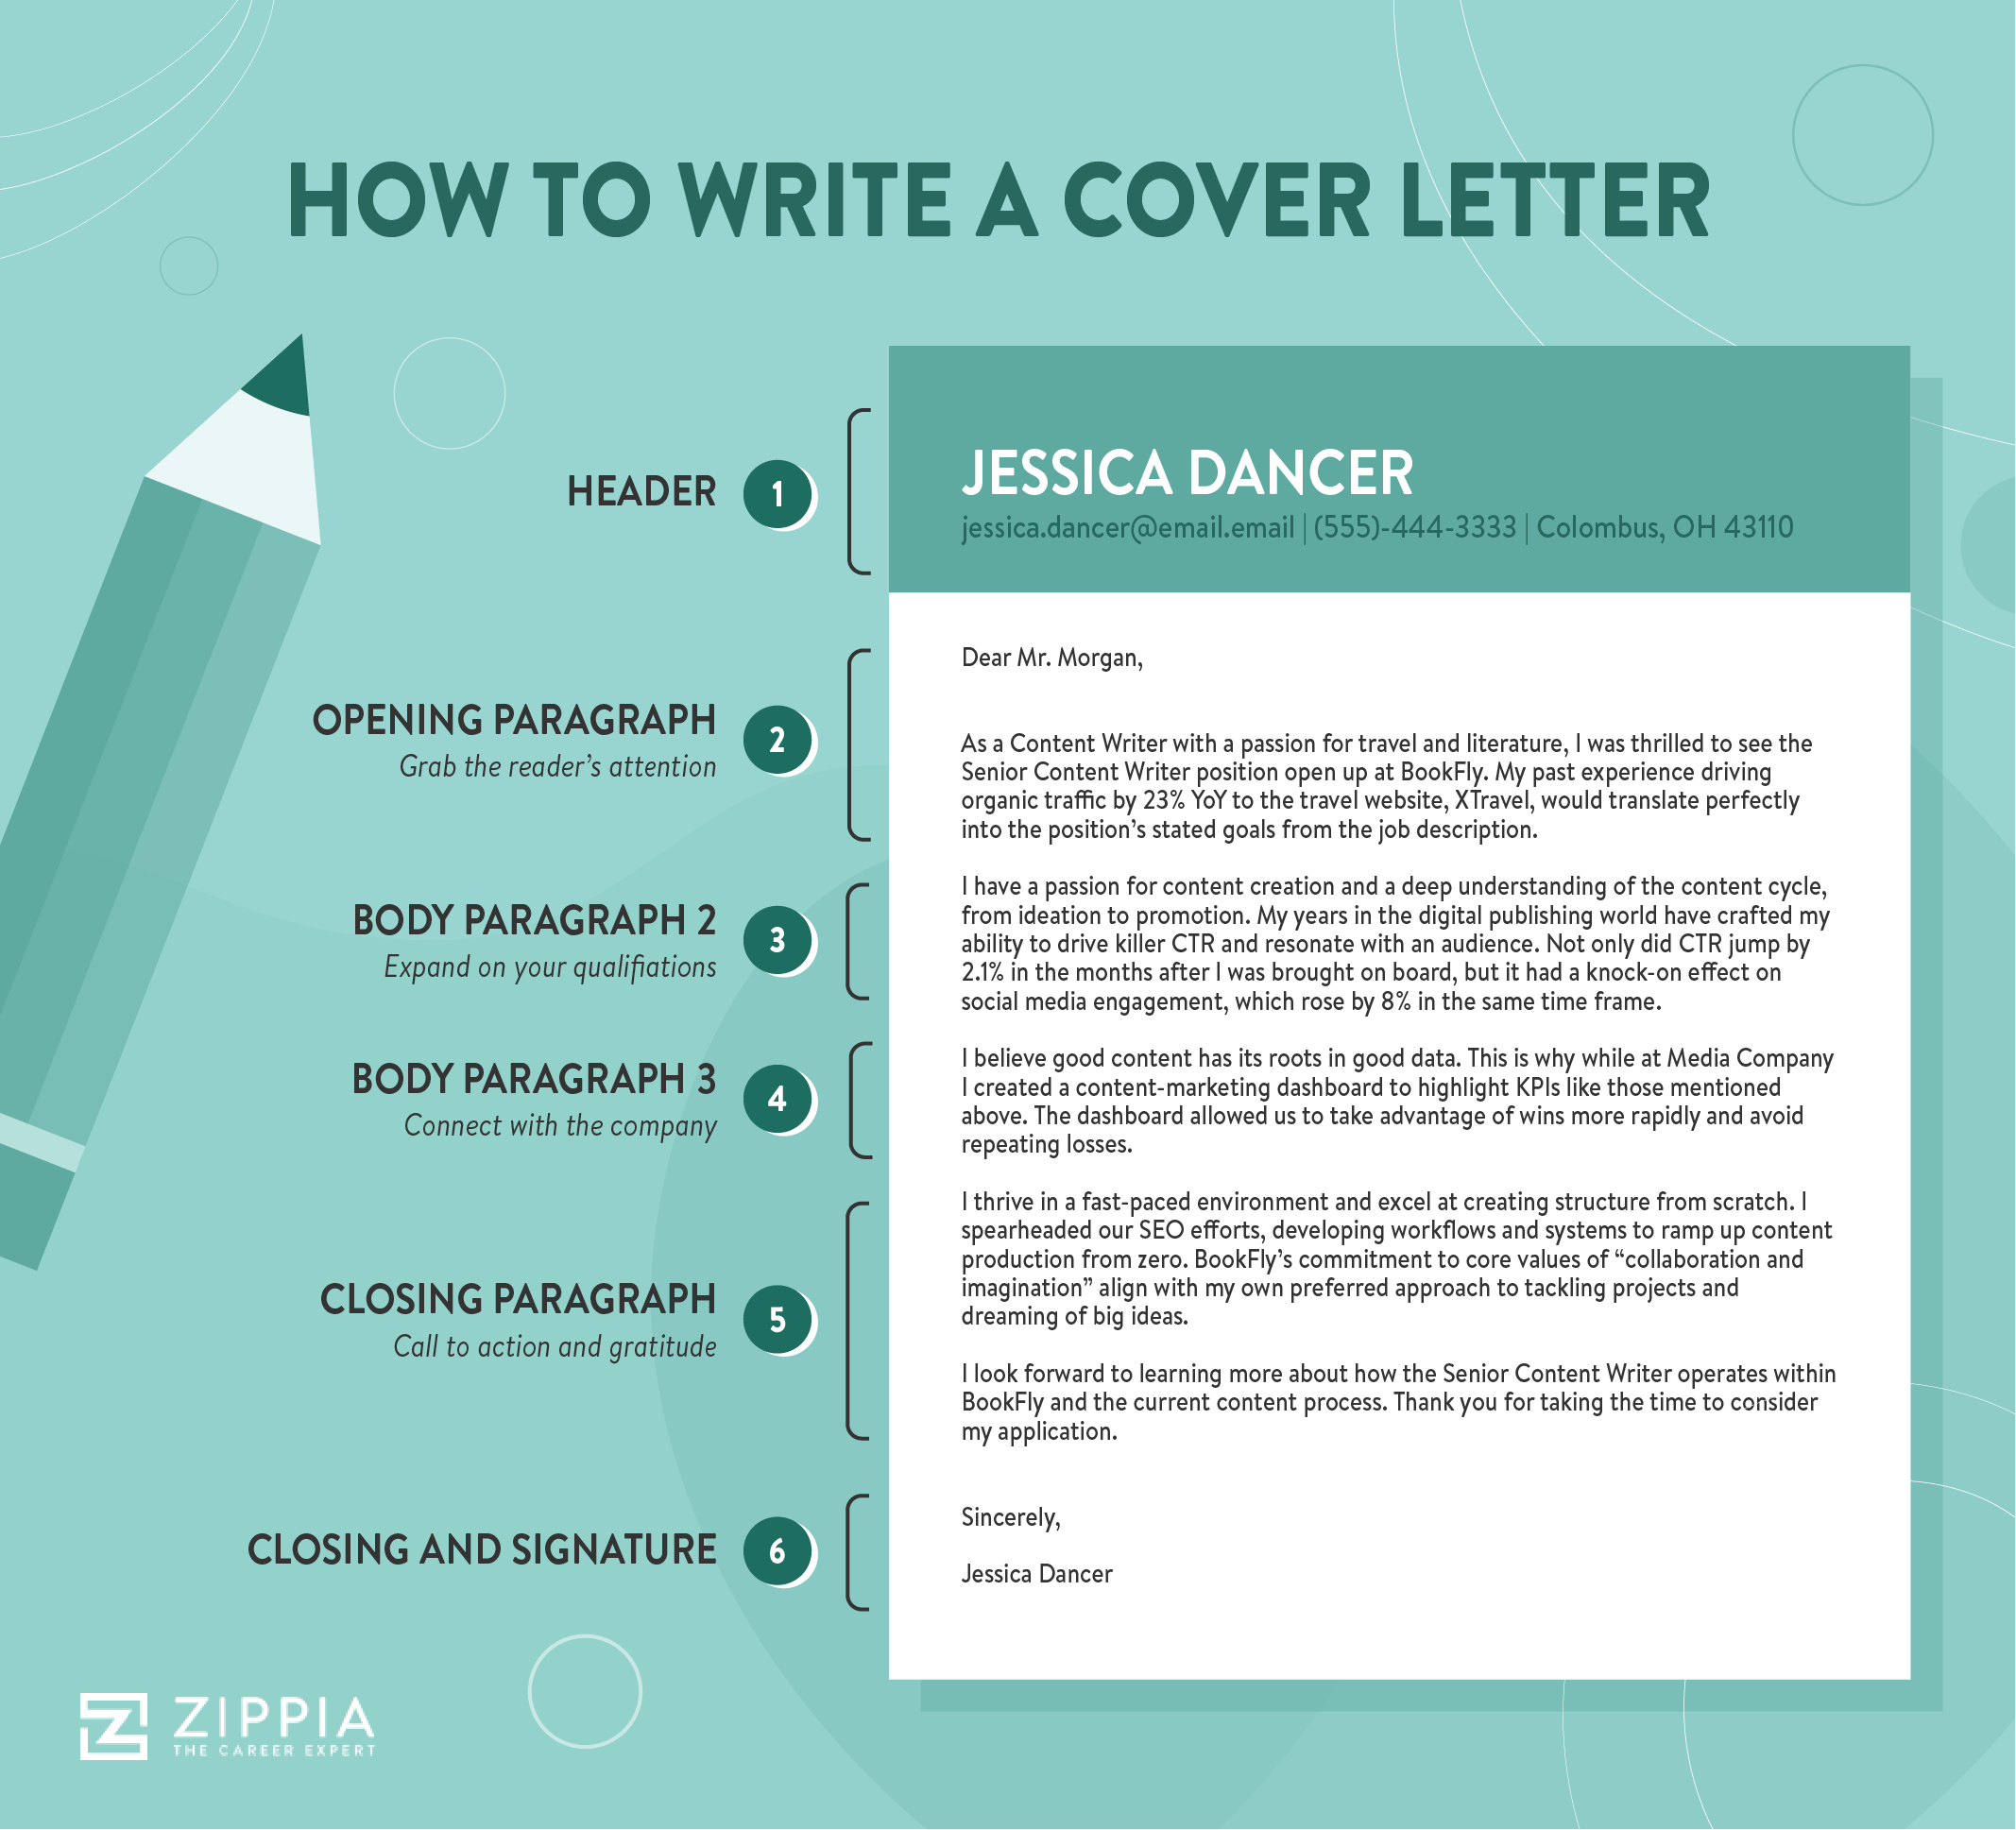 HOW TO WRITE A COVER LETTER
HEADER
1
JESSICA DANCER
jessica.dancer@email.email | (555)-444-3333 | Colombus, OH 43110
OPENING PARAGRAPH
Grab the reader's attention
2
Dear Mr. Morgan,
As a Content Writer with a passion for travel and literature, I was thrilled to see the
Senior Content Writer position open up at BookFly. My past experience driving
organic traffic by 23% YoY to the travel website, XTravel, would translate perfectly
into the position's stated goals from the job description.
BODY PARAGRAPH 2
Expand on your qualifiations
3
I have a passion for content creation and a deep understanding of the content cycle,
from ideation to promotion. My years in the digital publishing world have crafted my
ability to drive killer CTR and resonate with an audience. Not only did CTR jump by
2.1% in the months after I was brought on board, but it had a knock-on effect on
social media engagement, which rose by 8% in the same time frame.
BODY PARAGRAPH 3
Connect with the company
4
I believe good content has its roots in good data. This is why while at Media Company
I created a content-marketing dashboard to highlight KPIs like those mentioned
above. The dashboard allowed us to take advantage of wins more rapidly and avoid
repeating losses.
CLOSING PARAGRAPH
Call to action and gratitude
5
I thrive in a fast-paced environment and excel at creating structure from scratch. I
spearheaded our SEO efforts, developing workflows and systems to ramp up content
production from zero. BookFly's commitment to core values of “collaboration and
imagination” align with my own preferred approach to tackling projects and
dreaming of big ideas.
I look forward to learning more about how the Senior Content Writer operates within
BookFly and the current content process. Thank you for taking the time to consider
my application.
CLOSING AND SIGNATURE
6
Sincerely,
Jessica Dancer
ZIPPIA
THE CAREER EXPERT